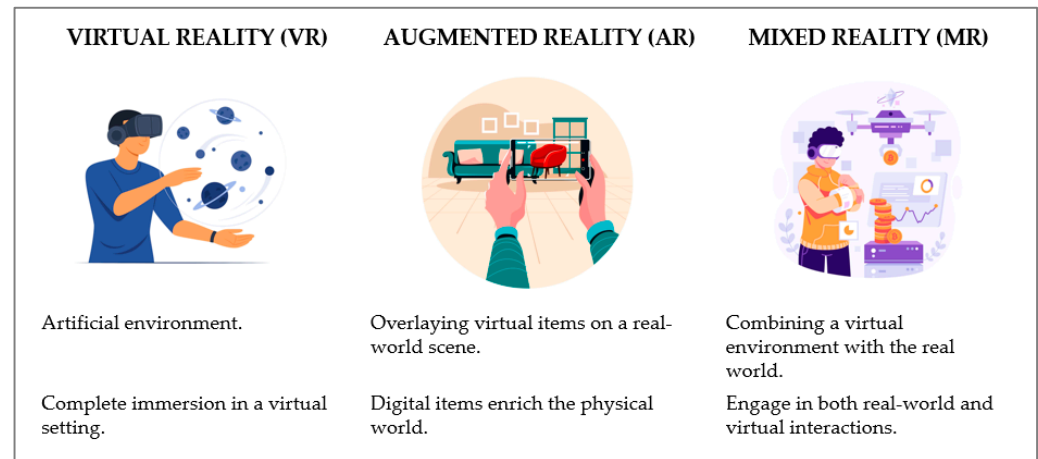 VIRTUAL REALITY (VR)
AUGMENTED REALITY (AR)
MIXED REALITY (MR)
Artificial environment.
Overlaying virtual items on a real-
world scene.
Combining a virtual
environment with the real
world.
Complete immersion in a virtual
setting.
Digital items enrich the physical
world.
Engage in both real-world and
virtual interactions.